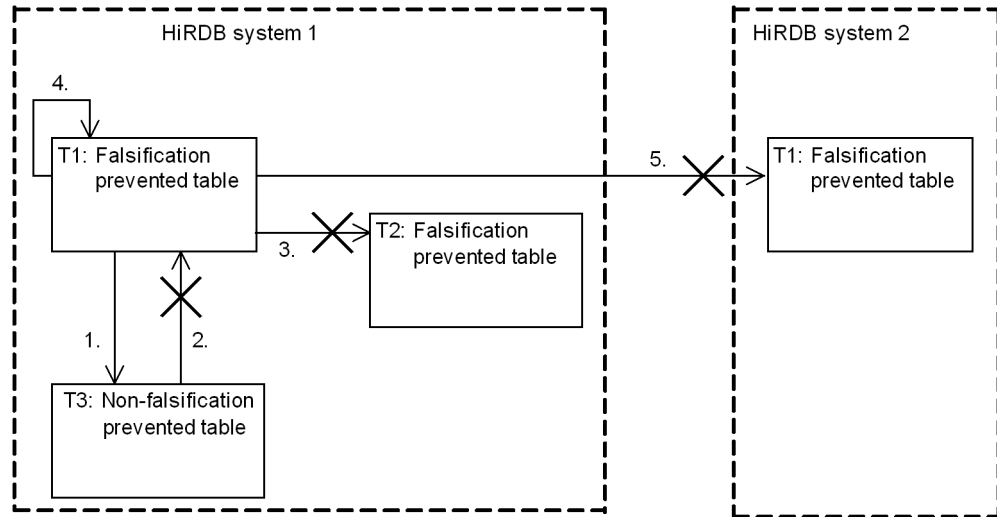 HiRDB system 1
HiRDB system 2
4.
T1: Falsification
prevented table
5.
T1: Falsification
prevented table
3.
T2: Falsification
prevented table
1.
2.
T3: Non-falsification
prevented table